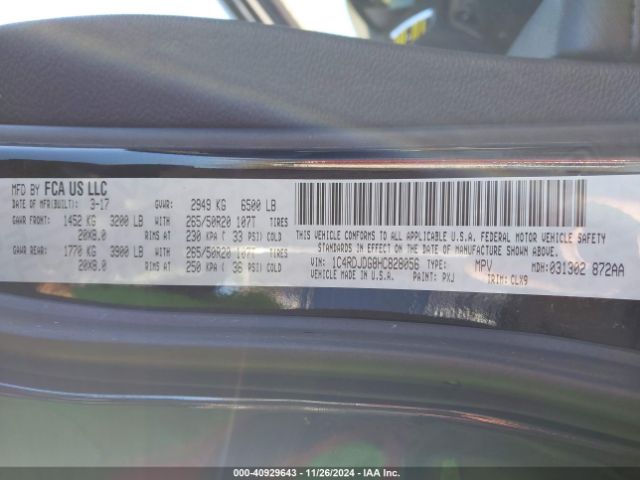 MFD BY FCA US LLC
DATE OF MFR(BUILT): 3-17 GVWR: 2949 KG 6500 LB
GAWR FRONT: 1452 KG 3200 LB WITH 265/50R20 107T TIRES
20X8.0 RIMS AT 230 KPA ( 33 PSI) COLD
GAWR REAR: 1770 KG 3900 LB WITH 265/50R20 107T TIRES
20X8.0 RIMS AT 250 KPA ( 36 PSI) COLD
THIS VEHICLE CONFORMS TO ALL APPLICABLE U.S.A. FEDERAL MOTOR VEHICLE SAFETY
STANDARDS IN EFFECT ON THE DATE OF MANUFACTURE SHOWN ABOVE.
VIN: 1C4RDJDG8HC828056 TYPE: MPV MDH: 031302 872AA
VEHICLE MADE IN U.S.A. PAINT: PXJ TRIM: CLX9
000-40929643 - 11/26/2024 - IAA Inc.